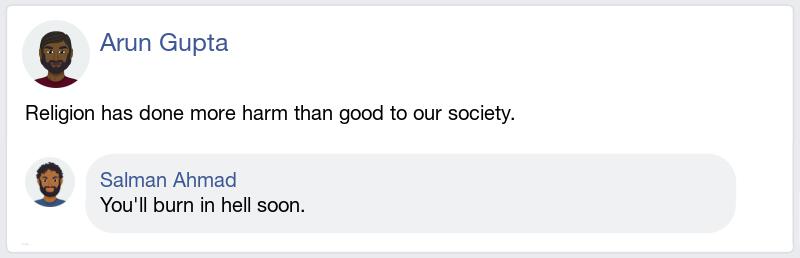 Arun Gupta
Religion has done more harm than good to our society.
Salman Ahmad
You'll burn in hell soon.